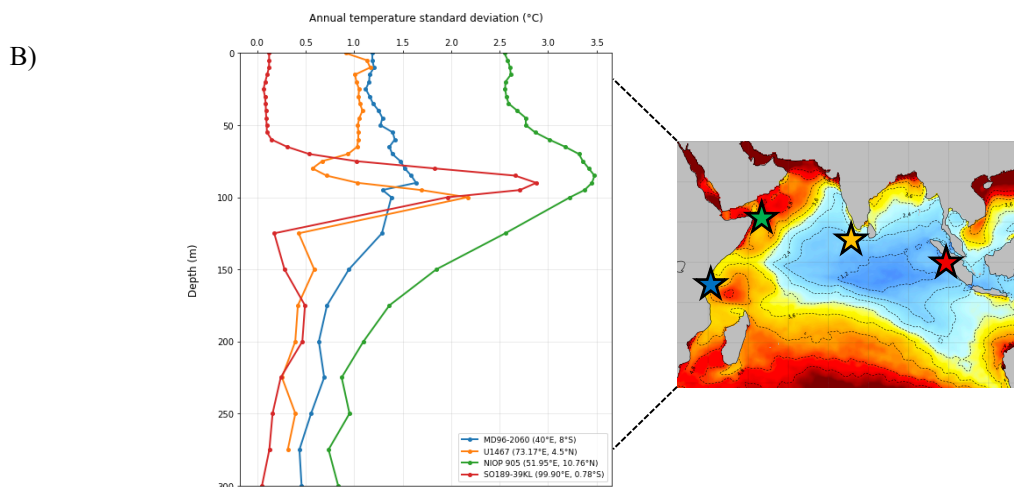 B)
Annual temperature standard deviation (°C)
0.0 0.5 1.0 1.5 2.0 2.5 3.0 3.5
Depth (m)
0
50
100
150
200
250
300
MD96-2060 (40°E, 8°S)
U1467 (73.17°E, 4.5°N)
NIOP 905 (51.95°E, 10.76°N)
SO189-39KL (99.90°E, 0.78°S)